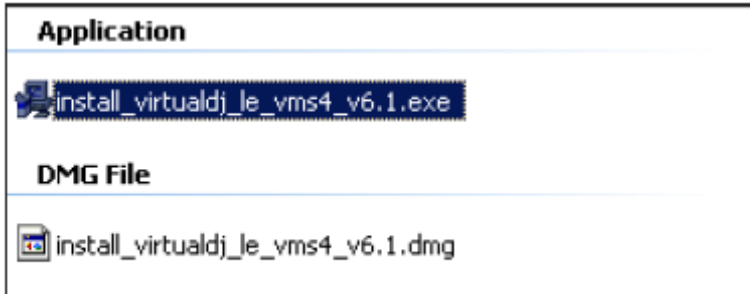 Application
install_virtualdj_le_vms4_v6.1.exe
DMG File
install_virtualdj_le_vms4_v6.1.dmg